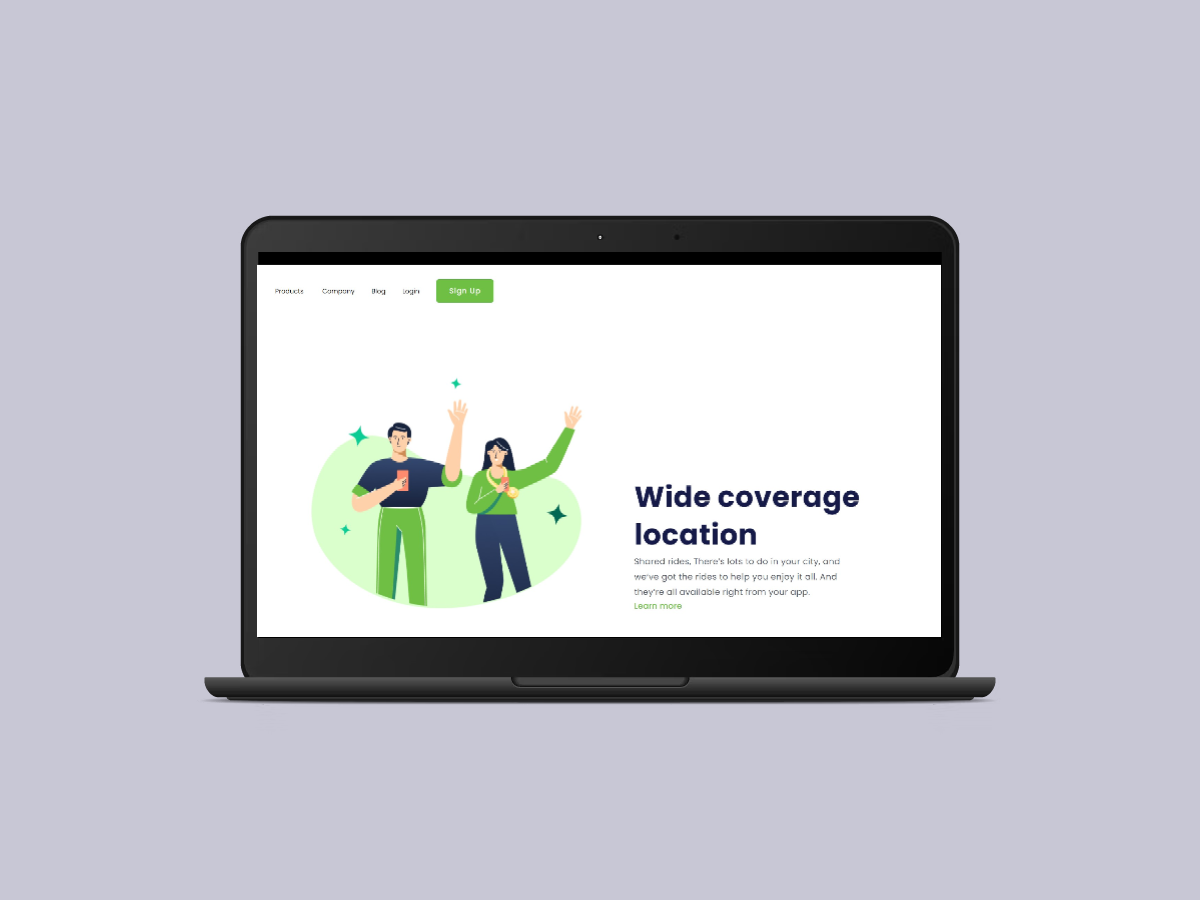 Products Company Blog Login Sign Up
Wide coverage
location
Shared rides, There's lots to do in your city, and
we've got the rides to help you enjoy it all. And
they're all available right from your app.
Learn more